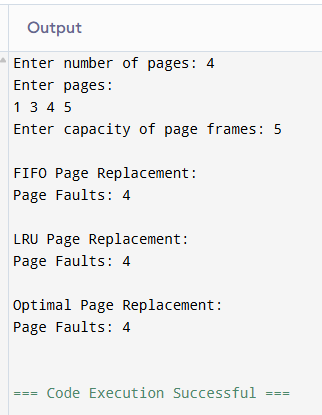 Output
Enter number of pages: 4
Enter pages:
1 3 4 5
Enter capacity of page frames: 5
FIFO Page Replacement:
Page Faults: 4
LRU Page Replacement:
Page Faults: 4
Optimal Page Replacement:
Page Faults: 4
=== Code Execution Successful ===